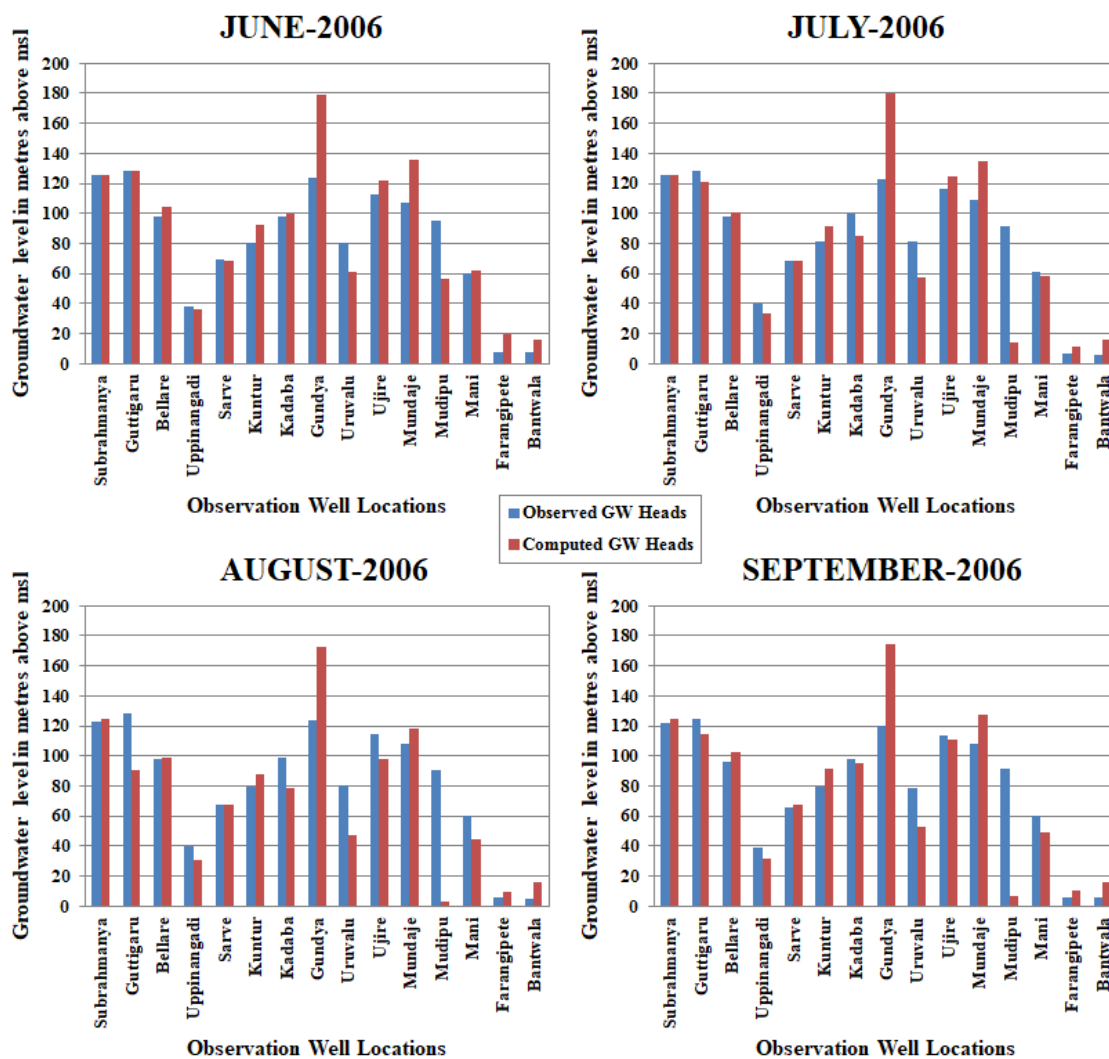 JUNE-2006
Groundwater level in metres above msl
200
180
160
140
120
100
80
60
40
20
0
Subrahmanya
Guttigaru
Bellare
Uppinangadi
Sarve
Kuntur
Kadaba
Gundya
Uruvalu
Ujire
Mundaje
Mudipu
Mani
Farangipete
Bantwala
Observation Well Locations
JULY-2006
Groundwater level in metres above msl
200
180
160
140
120
100
80
60
40
20
0
Subrahmanya
Guttigaru
Bellare
Uppinangadi
Sarve
Kuntur
Kadaba
Gundya
Uruvalu
Ujire
Mundaje
Mudipu
Mani
Farangipete
Bantwala
Observation Well Locations
Observed GW Heads
Computed GW Heads
AUGUST-2006
Groundwater level in metres above msl
200
180
160
140
120
100
80
60
40
20
0
Subrahmanya
Guttigaru
Bellare
Uppinangadi
Sarve
Kuntur
Kadaba
Gundya
Uruvalu
Ujire
Mundaje
Mudipu
Mani
Farangipete
Bantwala
Observation Well Locations
SEPTEMBER-2006
Groundwater level in metres above msl
200
180
160
140
120
100
80
60
40
20
0
Subrahmanya
Guttigaru
Bellare
Uppinangadi
Sarve
Kuntur
Kadaba
Gundya
Uruvalu
Ujire
Mundaje
Mudipu
Mani
Farangipete
Bantwala
Observation Well Locations